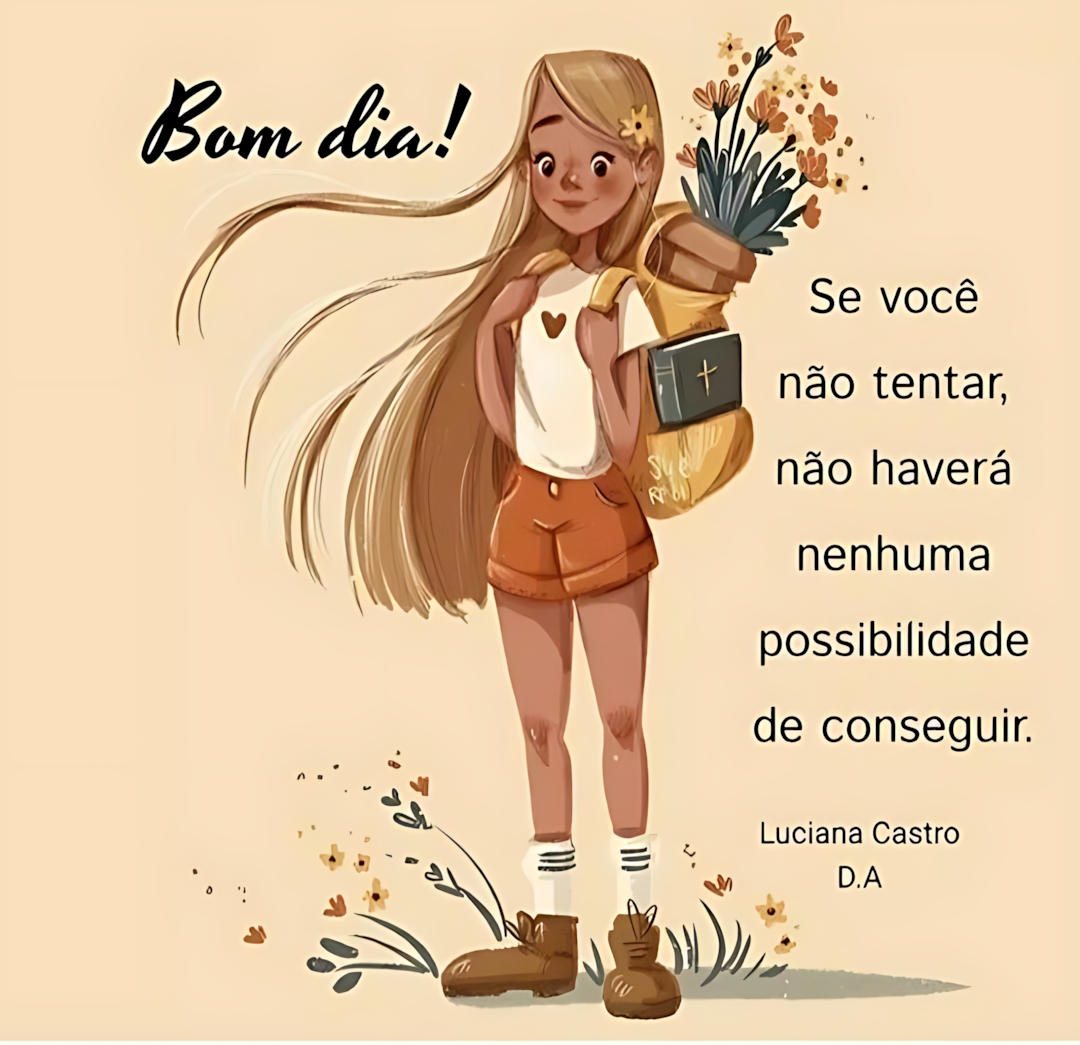 Bom dia!
Se você
não tentar,
não haverá
nenhuma
possibilidade
de conseguir.
Luciana Castro
D.A